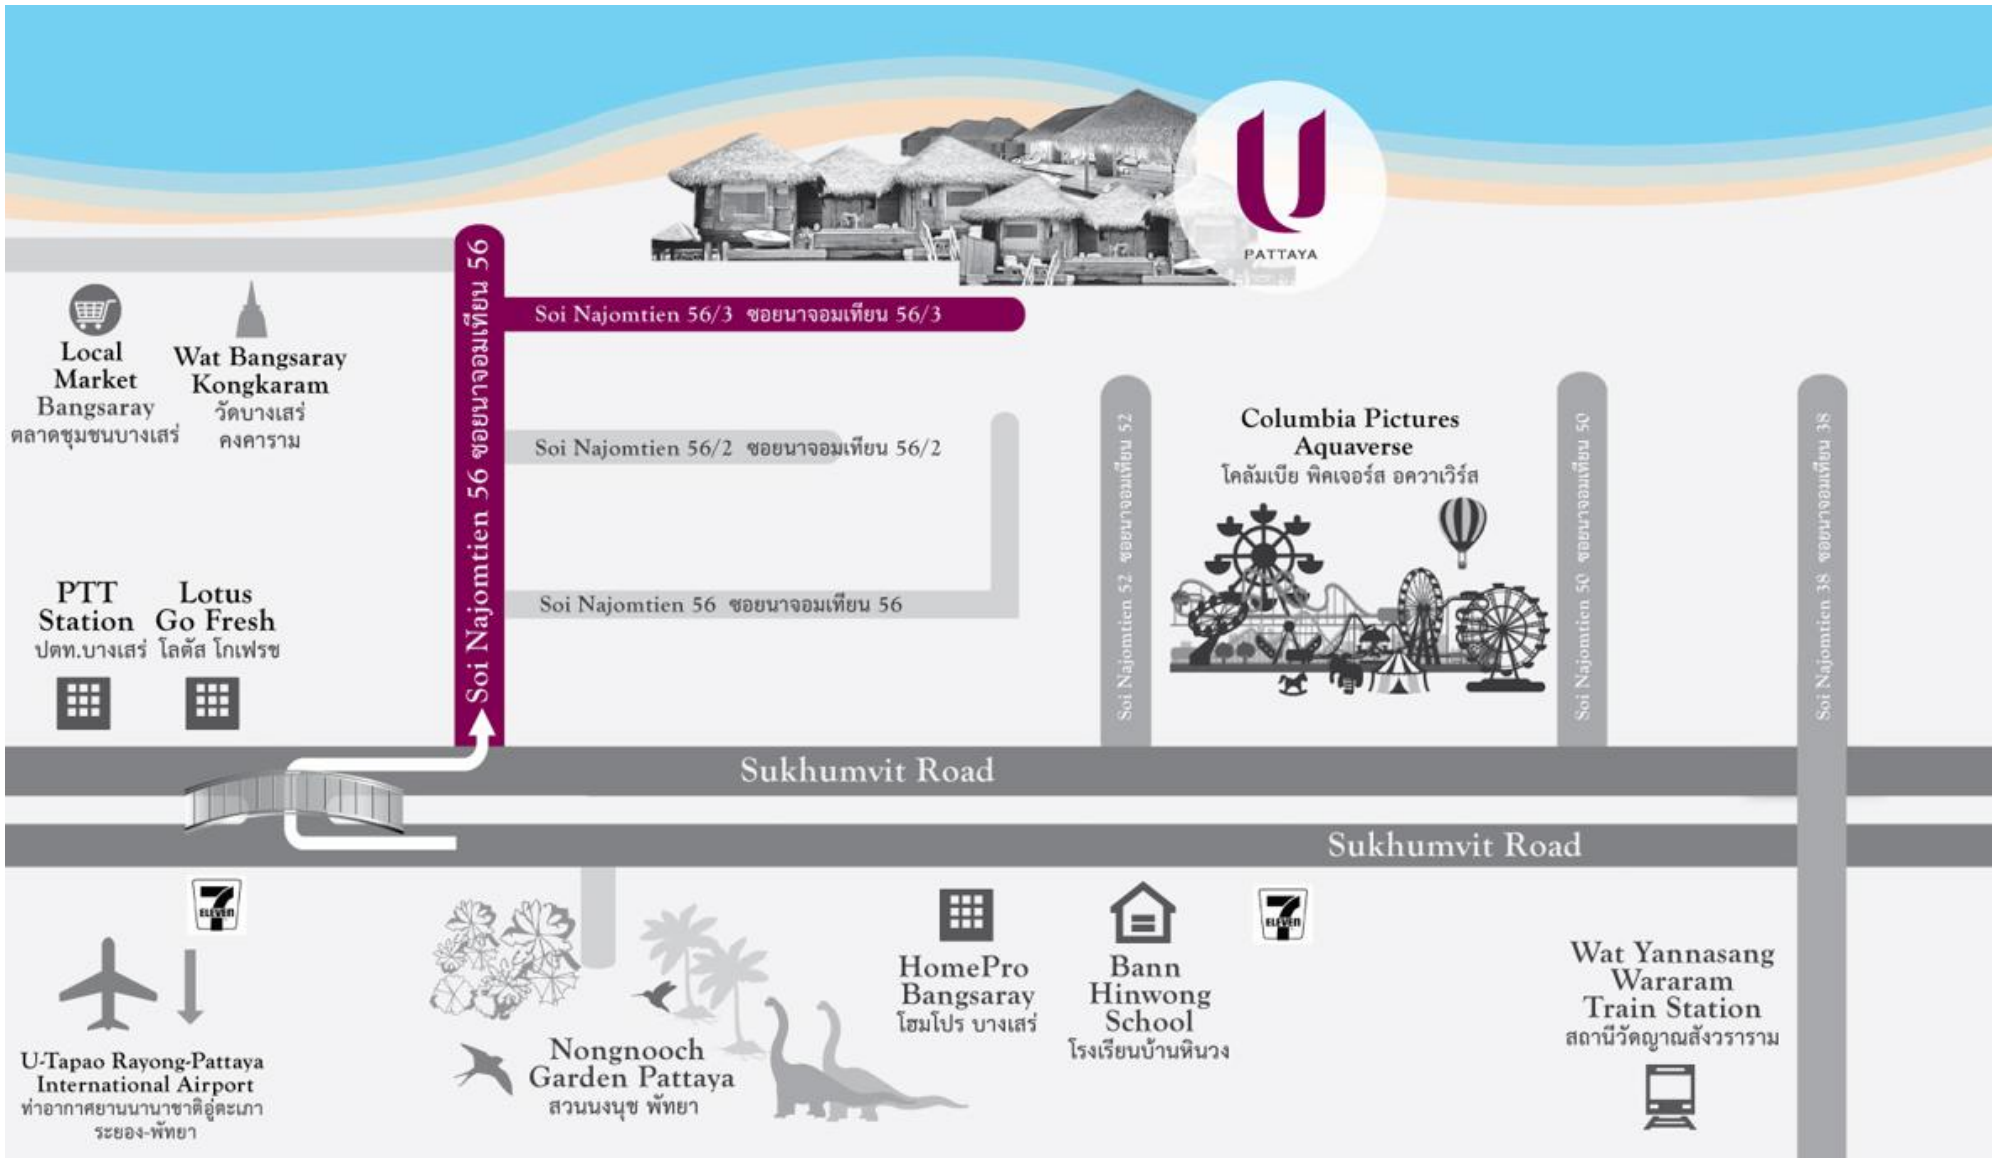 PATTAYA
Soi Najomtien 56 ซอยนาจอมเทียน 56
Soi Najomtien 56/3 ซอยนาจอมเทียน 56/3
Local
Market
Bangsaray
ตลาดชุมชนบางเสร่
Wat Bangsaray
Kongkaram
วัดบางเสร่
คงคาราม
Soi Najomtien 56/2 ซอยนาจอมเทียน 56/2
Soi Najomtien 52 ซอยนาจอมเทียน 52
Columbia Pictures
Aquaverse
โคลัมเบีย พิคเจอร์ส อควาเวิร์ส
Soi Najomtien 50 ซอยนาจอมเทียน 50
Soi Najomtien 38 ซอยนาจอมเทียน 38
PTT
Station
ปตท.บางเสร่
Lotus
Go Fresh
โลตัส โกเฟรช
Soi Najomtien 56 ซอยนาจอมเทียน 56
Sukhumvit Road
Sukhumvit Road
7
ELEVEN
U-Tapao Rayong-Pattaya
International Airport
ท่าอากาศยานนานาชาติอู่ตะเภา
ระยอง-พัทยา
Nongnooch
Garden Pattaya
สวนนงนุช พัทยา
HomePro
Bangsaray
โฮมโปร บางเสร่
Bann
Hinwong
School
โรงเรียนบ้านหินวง
7
ELEVEN
Wat Yannasang
Wararam
Train Station
สถานีวัดญาณสังวราราม